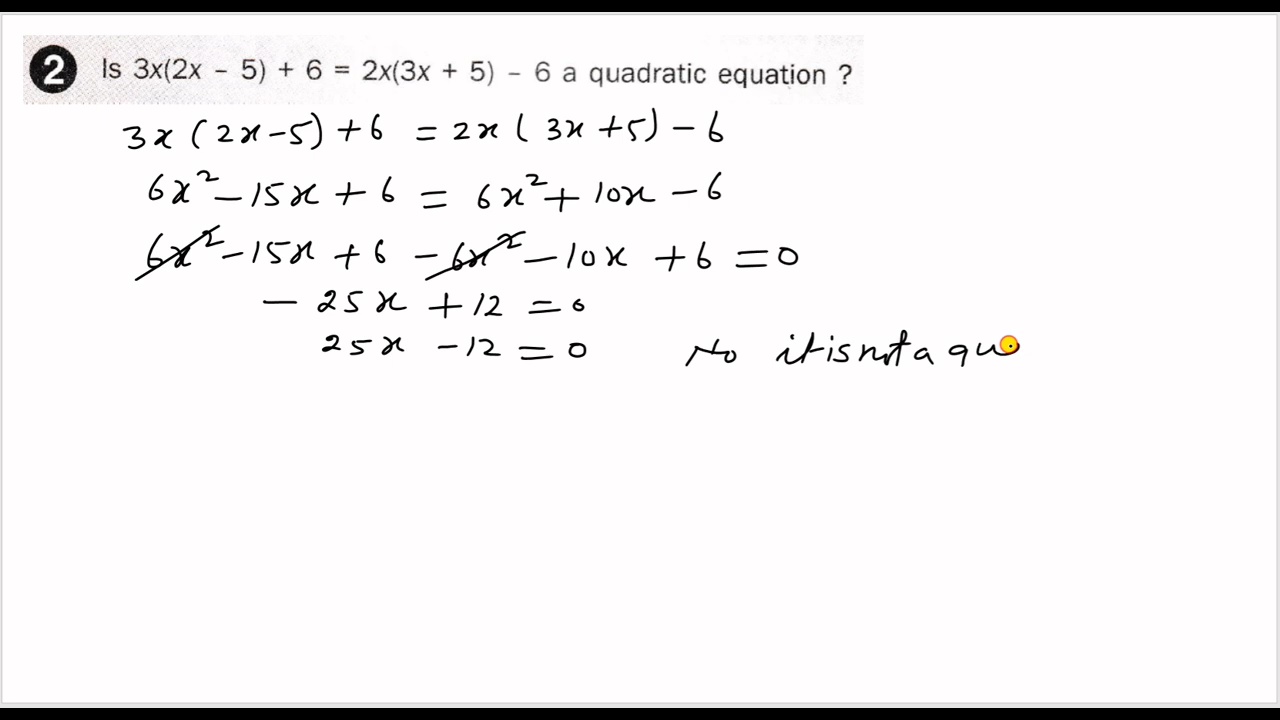 2 Is 3x(2x - 5) + 6 = 2x(3x + 5) - 6 a quadratic equation ?
3x(2x-5)+6 = 2x(3x+5)-6
6x²-15x+6 = 6x²+10x-6
6x²-15x+6-6x²-10x+6=0
-25x+12=0
25x-12=0 No it is not a qu